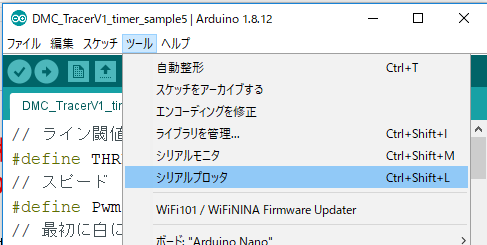 DMC_TracerV1_timer_sample5 | Arduino 1.8.12
ファイル 編集 スケッチ ツール ヘルプ
自動整形 Ctrl+T
スケッチをアーカイブする
エンコーディングを修正
ライブラリを管理... Ctrl+Shift+I
シリアルモニタ Ctrl+Shift+M
シリアルプロッタ Ctrl+Shift+L
WiFi101 / WiFiNINA Firmware Updater
ボード: "Arduino Nano"
DMC_TracerV1_tim
// ライン閾値
#define THR
// スピード
#define Pwm
// 最初に白に